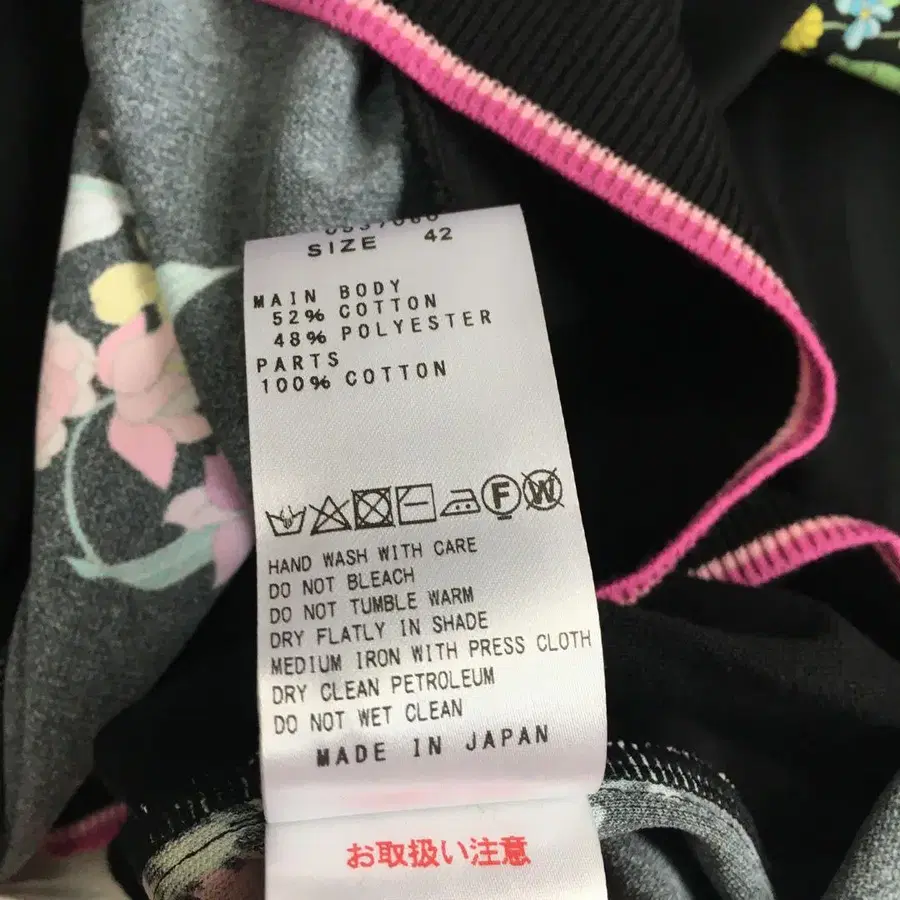 SIZE 42
MAIN BODY
52% COTTON
48% POLYESTER
PARTS
100% COTTON
F W
HAND WASH WITH CARE
DO NOT BLEACH
DO NOT TUMBLE WARM
DRY FLATLY IN SHADE
MEDIUM IRON WITH PRESS CLOTH
DRY CLEAN PETROLEUM
DO NOT WET CLEAN
MADE IN JAPAN
お取扱い注意